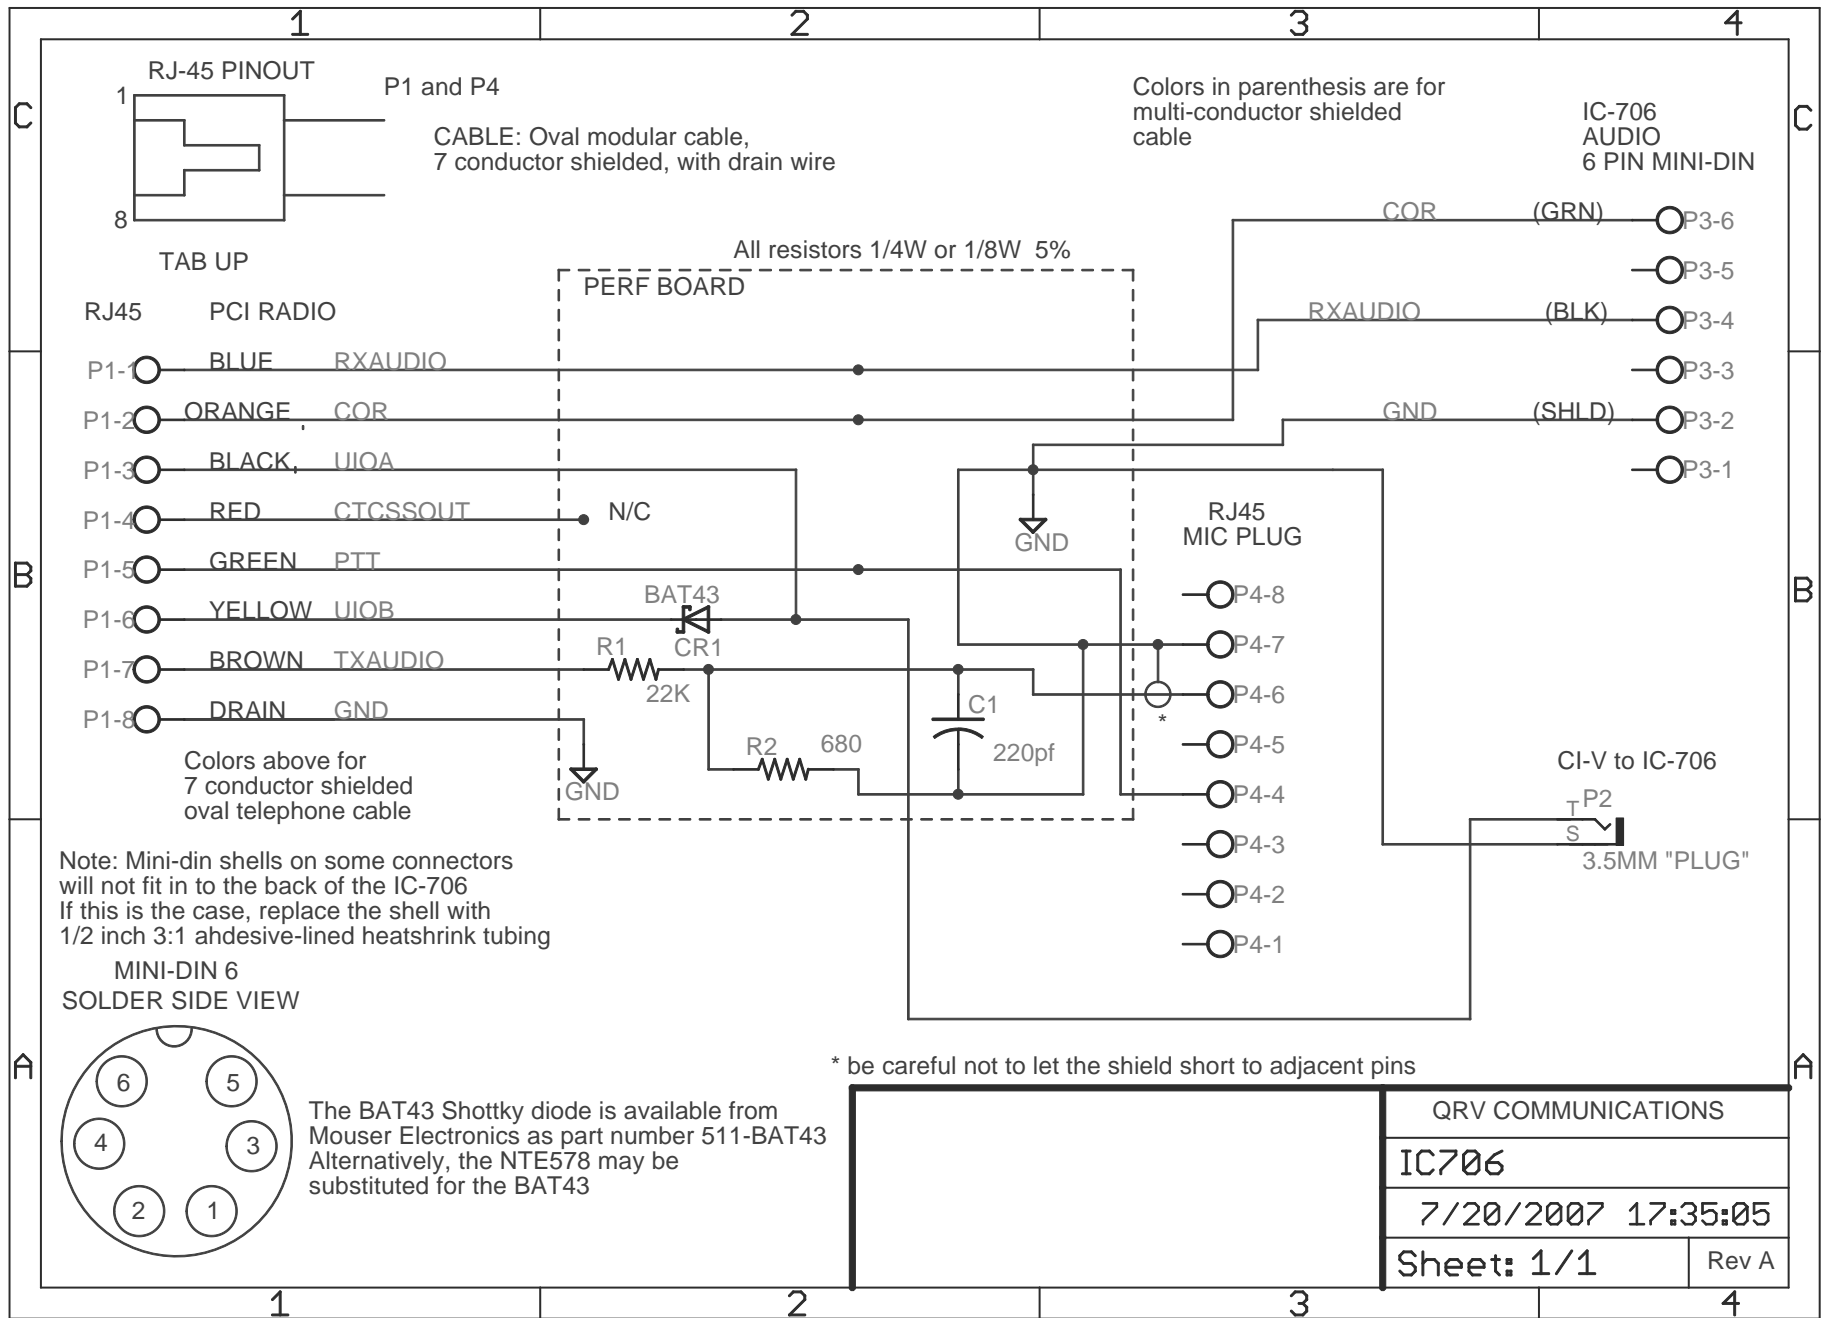 1 2 3 4
C C
B B
A A
RJ-45 PINOUT
1
8
TAB UP
P1 and P4
CABLE: Oval modular cable,
7 conductor shielded, with drain wire
Colors in parenthesis are for
multi-conductor shielded
cable
IC-706
AUDIO
6 PIN MINI-DIN
COR (GRN) P3-6
P3-5
RXAUDIO (BLK) P3-4
P3-3
GND (SHLD) P3-2
P3-1
All resistors 1/4W or 1/8W 5%
PERF BOARD
RJ45 PCI RADIO
P1-1 BLUE RXAUDIO
P1-2 ORANGE, COR
P1-3 BLACK, UIOA
P1-4 RED CTCSSOUT N/C
P1-5 GREEN PTT
P1-6 YELLOW UIOB
P1-7 BROWN TXAUDIO
P1-8 DRAIN GND
BAT43
CR1
R1
22K
R2 680
C1
220pf
GND
GND
Colors above for
7 conductor shielded
oval telephone cable
RJ45
MIC PLUG
P4-8
P4-7
P4-6
*
P4-5
P4-4
P4-3
P4-2
P4-1
CI-V to IC-706
T P2
S
3.5MM "PLUG"
Note: Mini-din shells on some connectors
will not fit in to the back of the IC-706
If this is the case, replace the shell with
1/2 inch 3:1 ahdesive-lined heatshrink tubing
MINI-DIN 6
SOLDER SIDE VIEW
6 5
4 3
2 1
The BAT43 Shottky diode is available from
Mouser Electronics as part number 511-BAT43
Alternatively, the NTE578 may be
substituted for the BAT43
* be careful not to let the shield short to adjacent pins
QRV COMMUNICATIONS
IC706
7/20/2007 17:35:05
Sheet: 1/1 Rev A
1 2 3 4